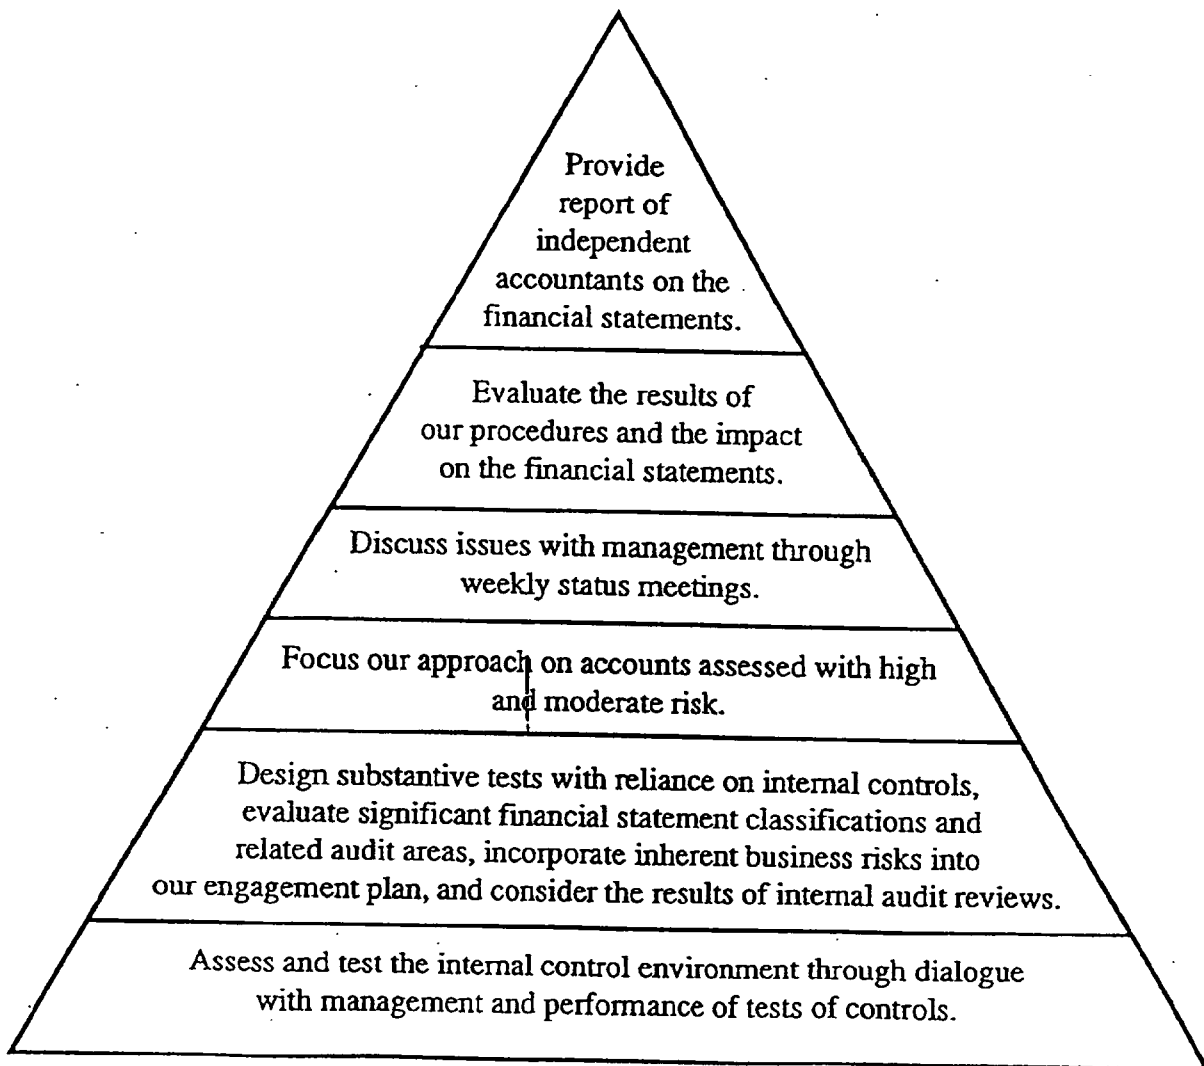 Provide
report of
independent
accountants on the
financial statements.
Evaluate the results of
our procedures and the impact
on the financial statements.
Discuss issues with management through
weekly status meetings.
Focus our approach on accounts assessed with high
and moderate risk.
Design substantive tests with reliance on internal controls,
evaluate significant financial statement classifications and
related audit areas, incorporate inherent business risks into
our engagement plan, and consider the results of internal audit reviews.
Assess and test the internal control environment through dialogue
with management and performance of tests of controls.